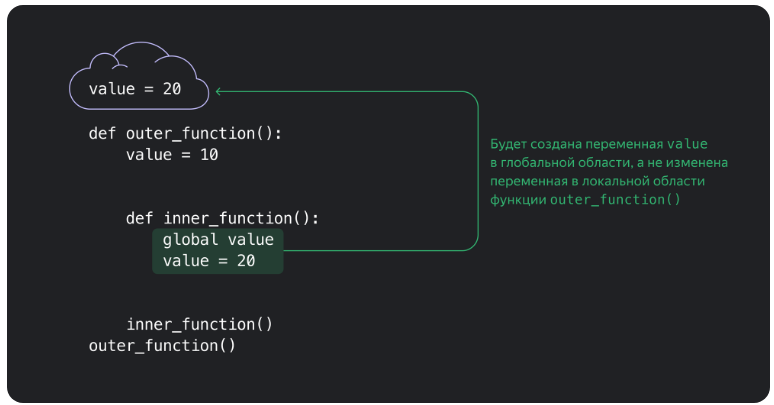 value = 20
def outer_function():
    value = 10
    def inner_function():
        global value
        value = 20
    inner_function()
outer_function()
Будет создана переменная value
в глобальной области, а не изменена
переменная в локальной области
функции outer_function()